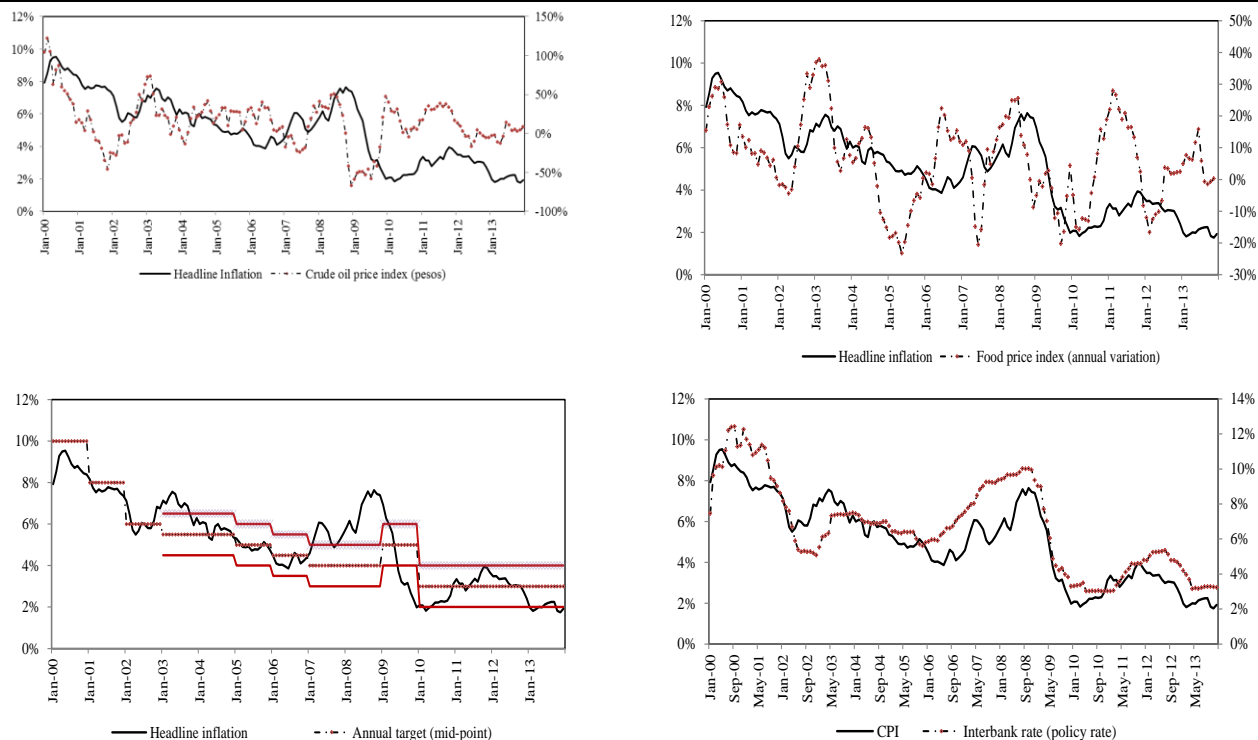 12%
10%
8%
6%
4%
2%
0%
150%
100%
50%
0%
-50%
-100%
Jan-00
Jan-01
Jan-02
Jan-03
Jan-04
Jan-05
Jan-06
Jan-07
Jan-08
Jan-09
Jan-10
Jan-11
Jan-12
Jan-13
Headline Inflation Crude oil price index (pesos)
12%
10%
8%
6%
4%
2%
0%
50%
40%
30%
20%
10%
0%
-10%
-20%
-30%
Jan-00
Jan-01
Jan-02
Jan-03
Jan-04
Jan-05
Jan-06
Jan-07
Jan-08
Jan-09
Jan-10
Jan-11
Jan-12
Jan-13
Headline inflation Food price index (annual variation)
12%
10%
8%
6%
4%
2%
0%
Jan-00
Jan-01
Jan-02
Jan-03
Jan-04
Jan-05
Jan-06
Jan-07
Jan-08
Jan-09
Jan-10
Jan-11
Jan-12
Jan-13
Headline inflation Annual target (mid-point)
12%
10%
8%
6%
4%
2%
0%
14%
12%
10%
8%
6%
4%
2%
0%
Jan-00
Sep-00
May-01
Jan-02
Sep-02
May-03
Jan-04
Sep-04
May-05
Jan-06
Sep-06
May-07
Jan-08
Sep-08
May-09
Jan-10
Sep-10
May-11
Jan-12
Sep-12
May-13
CPI Interbank rate (policy rate)